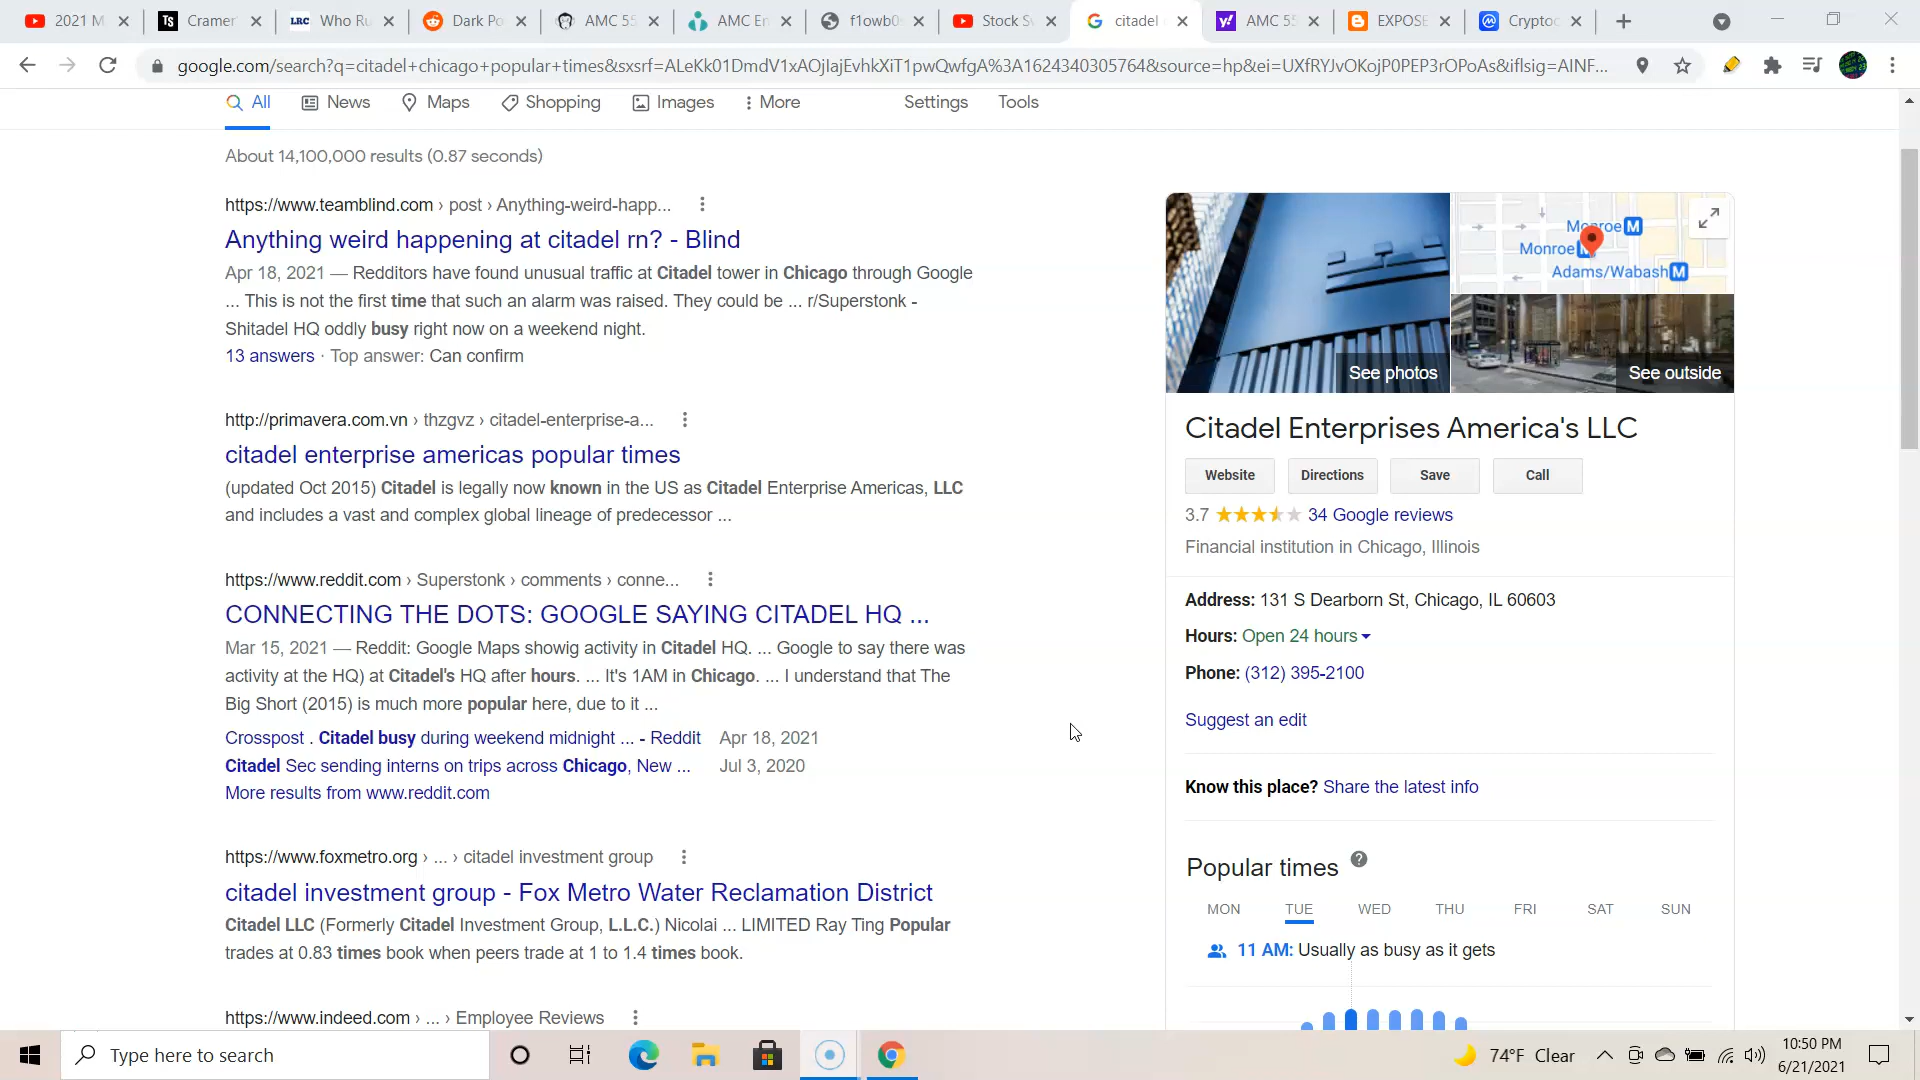 2021 M
Cramer
Who Ru
Dark Po
AMC 55
AMC En
f1owb0
Stock S
citadel
AMC 55
EXPOSE
Cryptoc
google.com/search?q=citadel+chicago+popular+times&sxsrf=ALeKk01DmdV1xAOjIajEvhkXiT1pwQwfgA%3A1624340305764&source=hp&ei=UXfRYJvOKojP0PEP3rOPoAs&iflsig=AINF...
All News Maps Shopping Images More Settings Tools
About 14,100,000 results (0.87 seconds)
https://www.teamblind.com › post › Anything-weird-happ...
Anything weird happening at citadel rn? - Blind
Apr 18, 2021 — Redditors have found unusual traffic at Citadel tower in Chicago through Google
... This is not the first time that such an alarm was raised. They could be ... r/Superstonk -
Shitadel HQ oddly busy right now on a weekend night.
13 answers · Top answer: Can confirm
http://primavera.com.vn › thzgvz › citadel-enterprise-a...
citadel enterprise americas popular times
(updated Oct 2015) Citadel is legally now known in the US as Citadel Enterprise Americas, LLC
and includes a vast and complex global lineage of predecessor ...
https://www.reddit.com › Superstonk › comments › conne...
CONNECTING THE DOTS: GOOGLE SAYING CITADEL HQ ...
Mar 15, 2021 — Reddit: Google Maps showig activity in Citadel HQ. ... Google to say there was
activity at the HQ) at Citadel's HQ after hours. ... It's 1AM in Chicago. ... I understand that The
Big Short (2015) is much more popular here, due to it ...
Crosspost . Citadel busy during weekend midnight ... - Reddit Apr 18, 2021
Citadel Sec sending interns on trips across Chicago, New ... Jul 3, 2020
More results from www.reddit.com
https://www.foxmetro.org › ... › citadel investment group
citadel investment group - Fox Metro Water Reclamation District
Citadel LLC (Formerly Citadel Investment Group, L.L.C.) Nicolai ... LIMITED Ray Ting Popular
trades at 0.83 times book when peers trade at 1 to 1.4 times book.
https://www.indeed.com › ... › Employee Reviews
Monroe M
Monroe
Adams/Wabash M
See photos
See outside
Citadel Enterprises America's LLC
Website Directions Save Call
3.7 34 Google reviews
Financial institution in Chicago, Illinois
Address: 131 S Dearborn St, Chicago, IL 60603
Hours: Open 24 hours
Phone: (312) 395-2100
Suggest an edit
Know this place? Share the latest info
Popular times
MON TUE WED THU FRI SAT SUN
11 AM: Usually as busy as it gets
Type here to search
74°F Clear
10:50 PM
6/21/2021